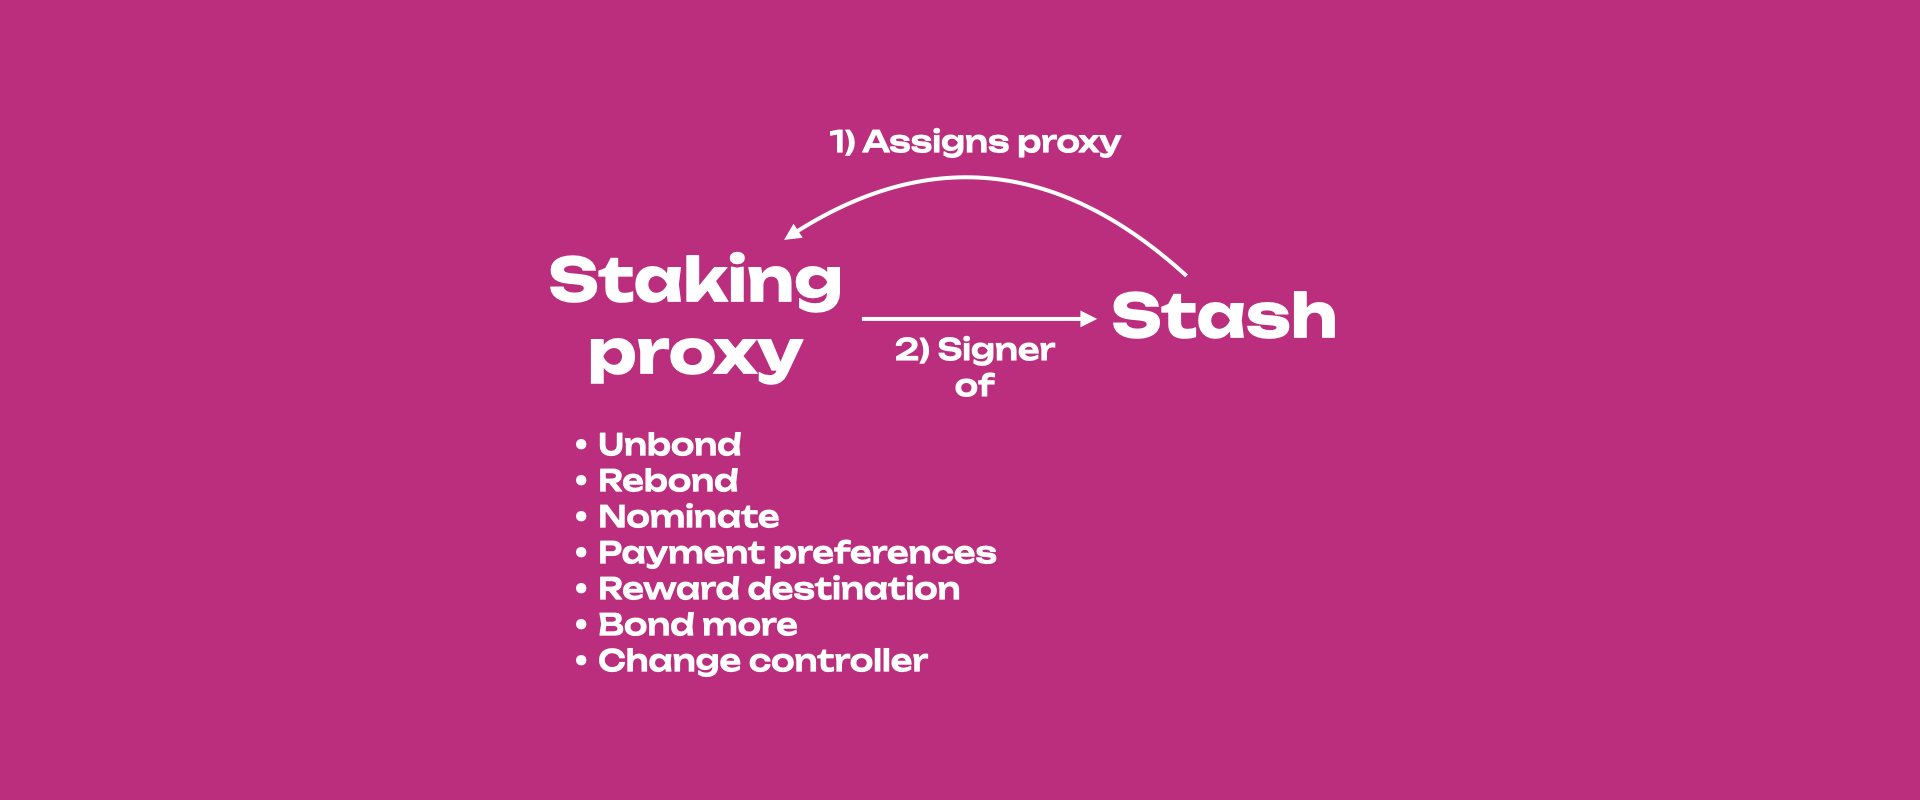 1) Assigns proxy
Staking
proxy
2) Signer
of
Stash
• Unbond
• Rebond
• Nominate
• Payment preferences
• Reward destination
• Bond more
• Change controller